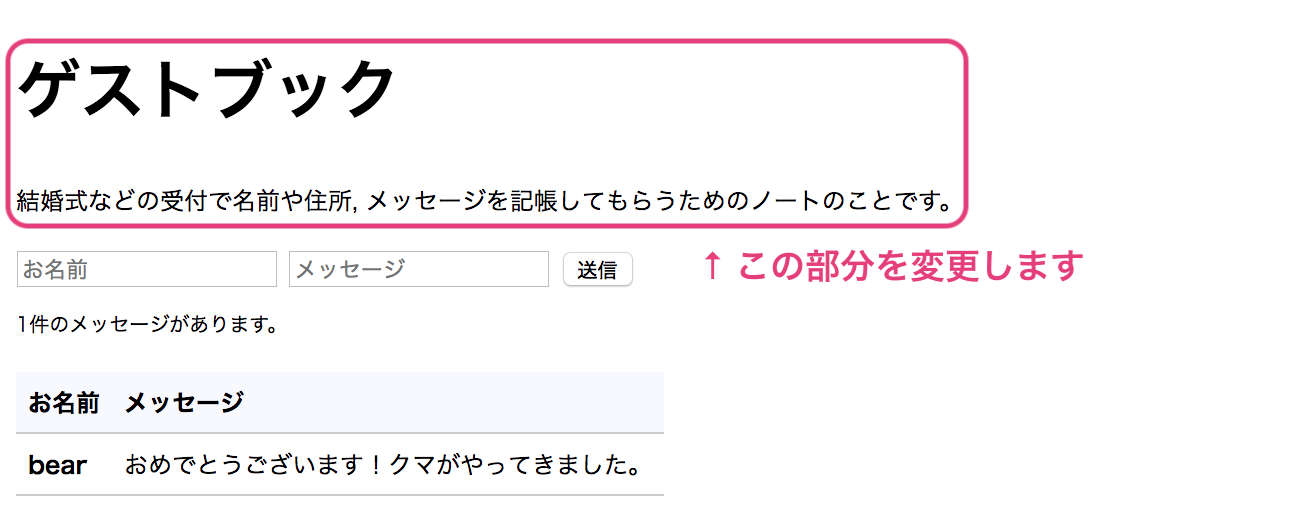 ゲストブック
結婚式などの受付で名前や住所, メッセージを記帳してもらうためのノートのことです。
お名前 メッセージ 送信 ↑ この部分を変更します
1件のメッセージがあります。
お名前 メッセージ
bear おめでとうございます！クマがやってきました。